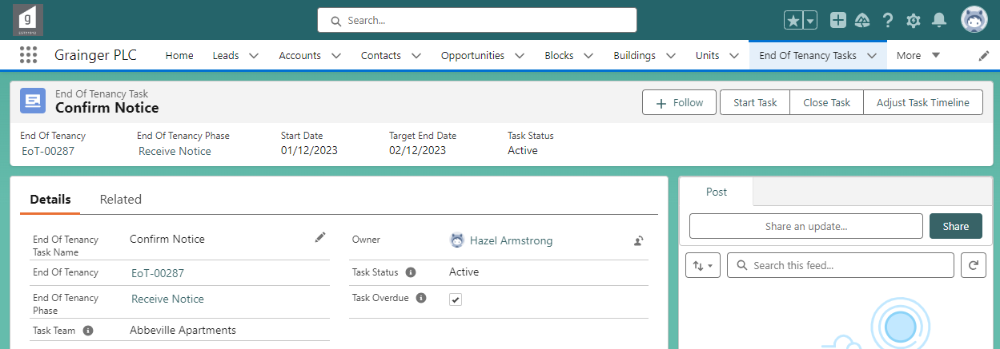 g
Search...
Grainger PLC Home Leads Accounts Contacts Opportunities Blocks Buildings Units End Of Tenancy Tasks More
End Of Tenancy Task
Confirm Notice
Follow Start Task Close Task Adjust Task Timeline
End Of Tenancy End Of Tenancy Phase Start Date Target End Date Task Status
EoT-00287 Receive Notice 01/12/2023 02/12/2023 Active
Details Related
End Of Tenancy
Task Name
Confirm Notice
End Of Tenancy EoT-00287
End Of Tenancy
Phase
Receive Notice
Task Team Abbeville Apartments
Owner Hazel Armstrong
Task Status Active
Task Overdue
Post
Share an update... Share
Search this feed...